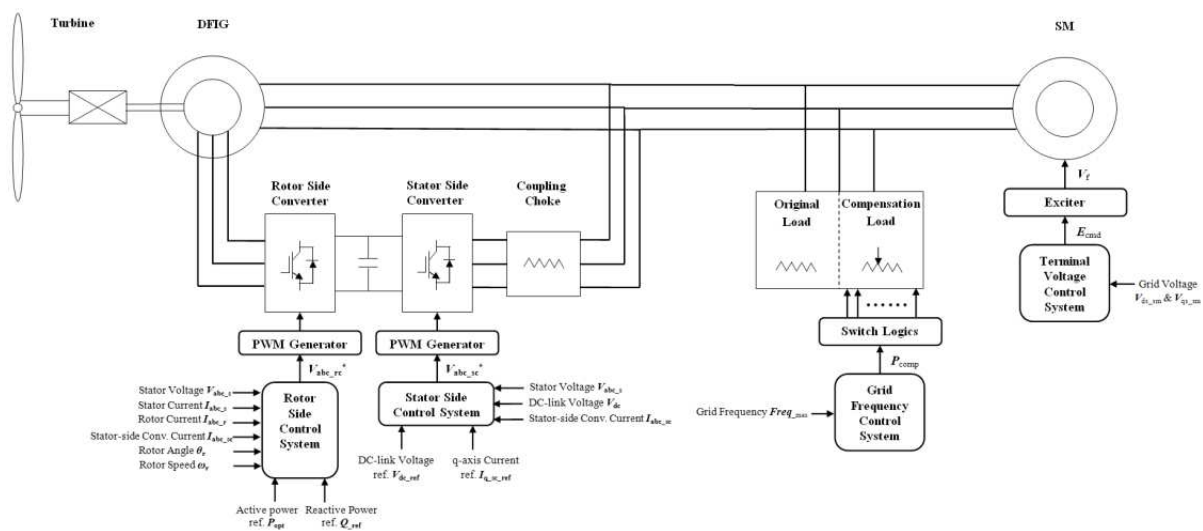 Turbine
DFIG
SM
Rotor Side
Converter
Stator Side
Converter
Coupling
Choke
Original
Load
Compensation
Load
V_f
Exciter
E_cmd
Terminal
Voltage
Control
System
Grid Voltage
V_ds_sm & V_qs_sm
......
Switch Logics
P_comp
Grid
Frequency
Control
System
Grid Frequency Freq_mes
PWM Generator
PWM Generator
V_abc_rc*
V_abc_sc*
Stator Voltage V_abc_s
Stator Current I_abc_s
Rotor Current I_abc_r
Stator-side Conv. Current I_abc_sc
Rotor Angle θ_r
Rotor Speed ω_r
Rotor
Side
Control
System
Stator Side
Control System
Stator Voltage V_abc_s
DC-link Voltage V_dc
Stator-side Conv. Current I_abc_sc
DC-link Voltage
ref. V_dc_ref
q-axis Current
ref. I_q_sc_ref
Active power
ref. P_opt
Reactive Power
ref. Q_ref